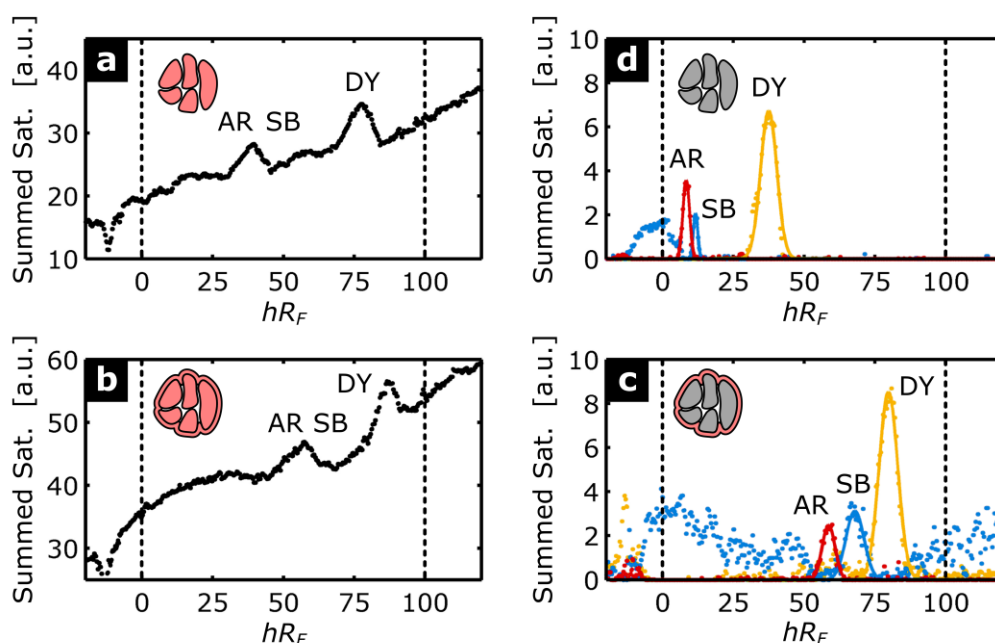 a
Summed Sat. [a.u.]
40
30
20
10
AR SB
DY
0 25 50 75 100
hR_F
d
Summed Sat. [a.u.]
10
8
6
4
2
0
AR
SB
DY
0 25 50 75 100
hR_F
b
Summed Sat. [a.u.]
60
50
40
30
AR SB
DY
0 25 50 75 100
hR_F
c
Summed Sat. [a.u.]
10
8
6
4
2
0
AR
SB
DY
0 25 50 75 100
hR_F